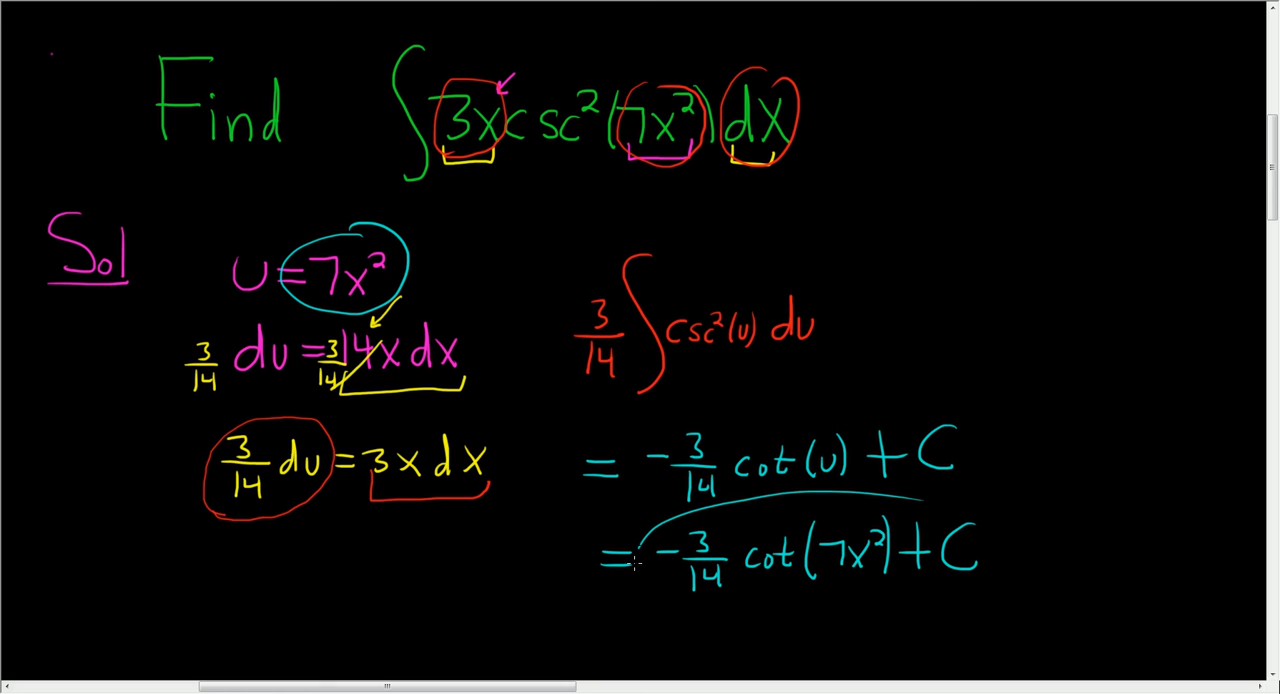 Find ∫ 3x csc²(7x²) dx
Sol
u = 7x²
3/14 du = 3/14 14x dx
3/14 du = 3x dx
3/14 ∫ csc²(u) du
= -3/14 cot(u) + C
= -3/14 cot(7x²) + C